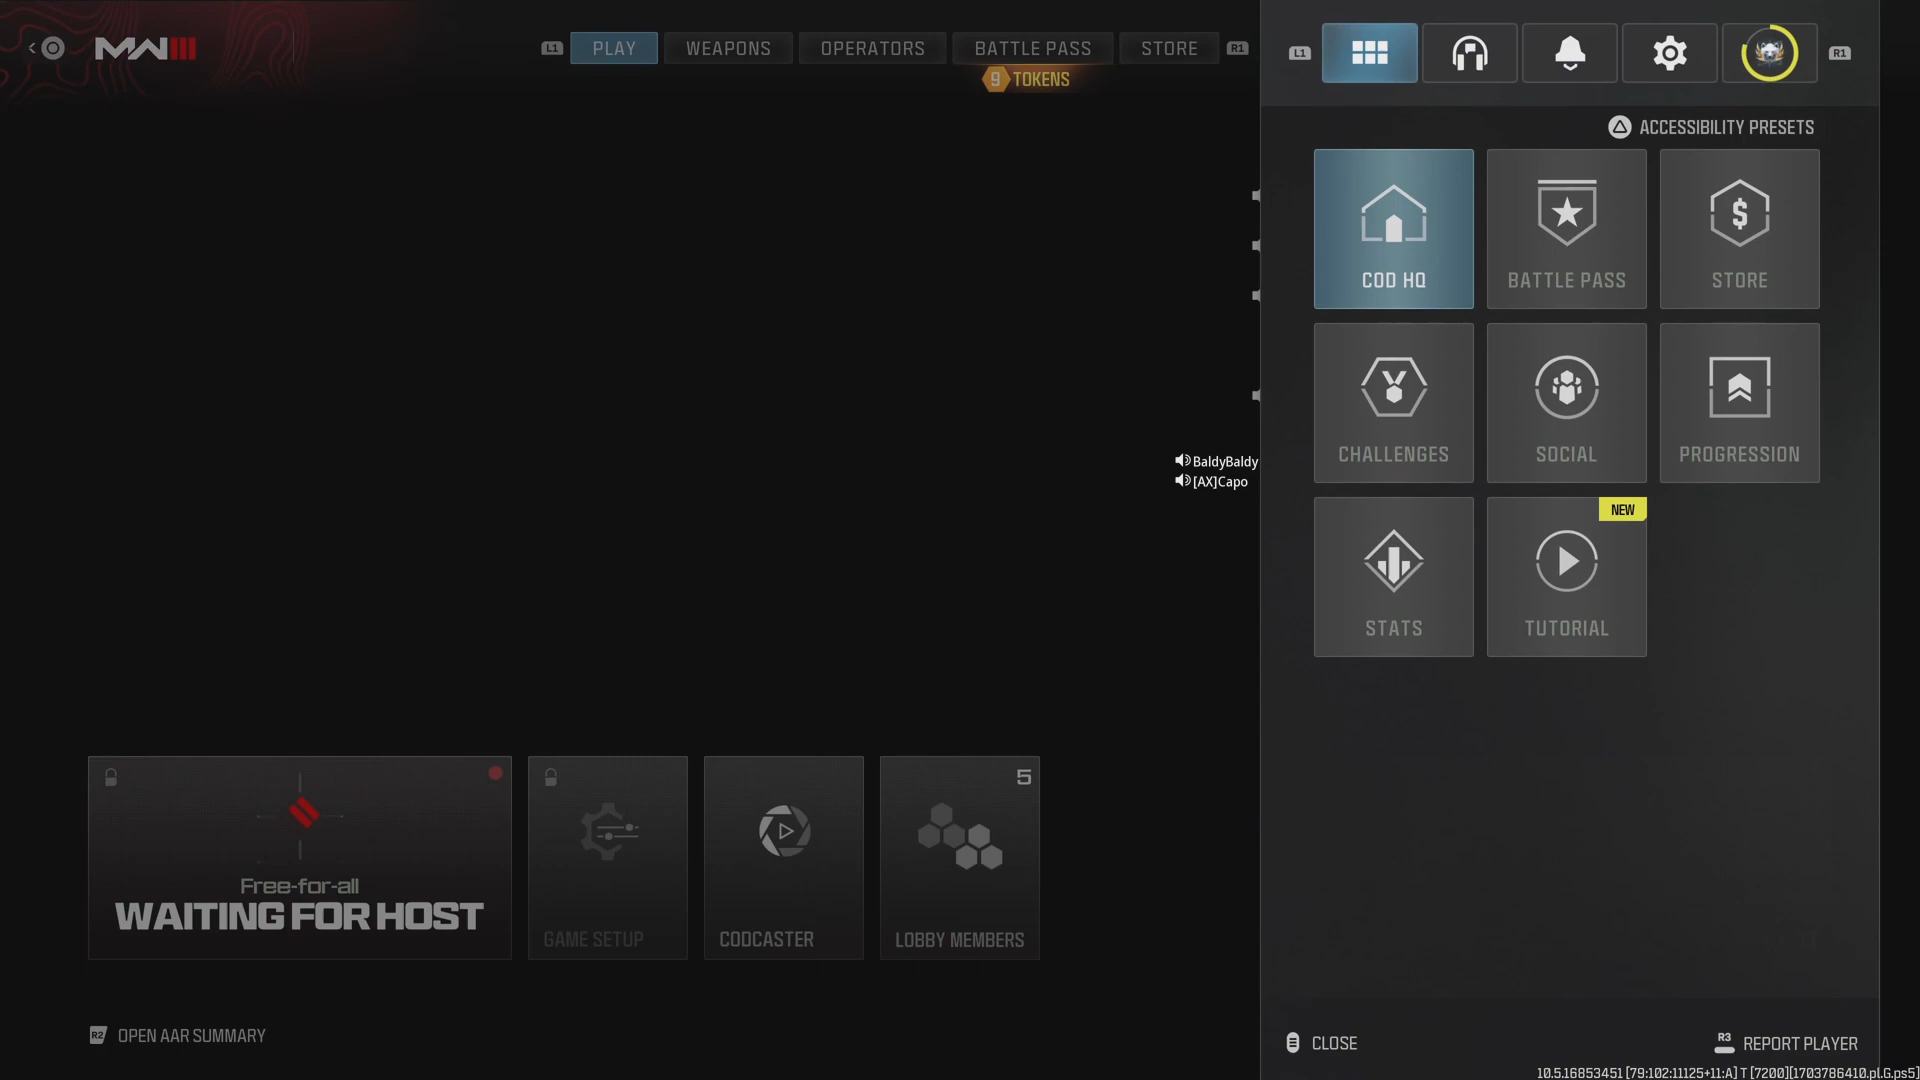 MWIII
L1 PLAY WEAPONS OPERATORS BATTLE PASS STORE R1
9 TOKENS
L1 R1
ACCESSIBILITY PRESETS
COD HQ
BATTLE PASS
STORE
CHALLENGES
SOCIAL
PROGRESSION
BaldyBaldy
[AX]Capo
NEW
STATS
TUTORIAL
Free-for-all
WAITING FOR HOST
GAME SETUP
CODCASTER
5
LOBBY MEMBERS
R2 OPEN AAR SUMMARY
CLOSE
R3 REPORT PLAYER
10.5.16853451 [79:102:11125+11:A] T [7200][1703786410.pl.G.ps5]